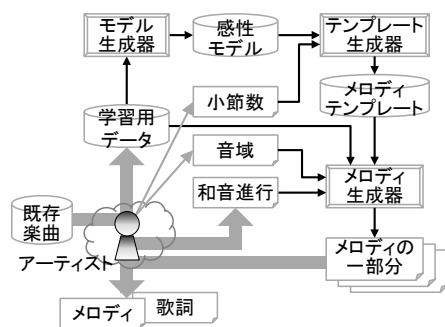 モデル
生成器
感性
モデル
テンプレート
生成器
小節数
メロディ
テンプレート
学習用
データ
音域
和音進行
メロディ
生成器
既存
楽曲
アーティスト
メロディの
一部分
メロディ
歌詞